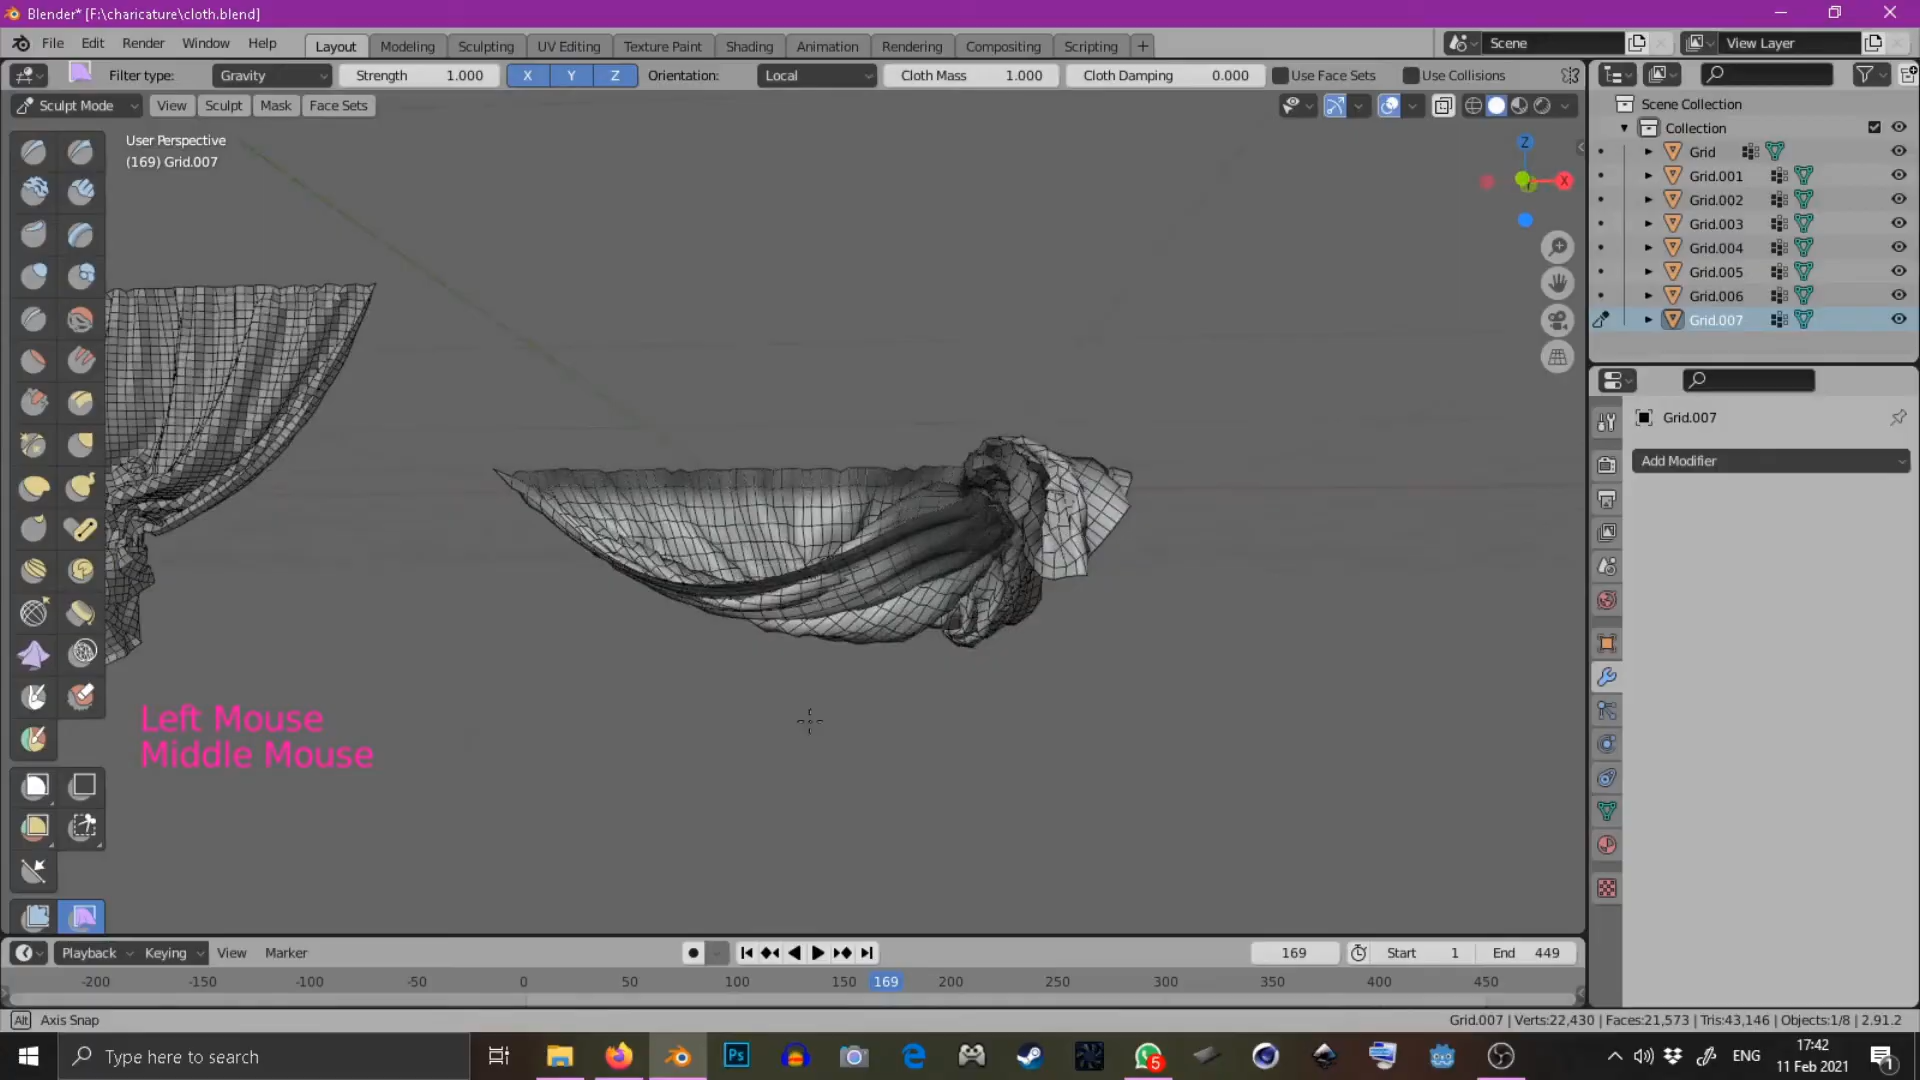 Blender* [F:\charicature\cloth.blend]
File Edit Render Window Help Layout Modeling Sculpting UV Editing Texture Paint Shading Animation Rendering Compositing Scripting + Scene View Layer
Filter type: Gravity Strength 1.000 X Y Z Orientation: Local Cloth Mass 1.000 Cloth Damping 0.000 Use Face Sets Use Collisions
Sculpt Mode View Sculpt Mask Face Sets
User Perspective
(169) Grid.007
Z
X
Scene Collection
Collection
Grid
Grid.001
Grid.002
Grid.003
Grid.004
Grid.005
Grid.006
Grid.007
Grid.007
Add Modifier
Left Mouse
Middle Mouse
Playback Keying View Marker 169 Start 1 End 449
-200 -150 -100 -50 0 50 100 150 169 200 250 300 350 400 450
Alt Axis Snap
Grid.007 | Verts:22,430 | Faces:21,573 | Tris:43,146 | Objects:1/8 | 2.91.2
Type here to search
Ps
5
ENG
17:42
11 Feb 2021
1